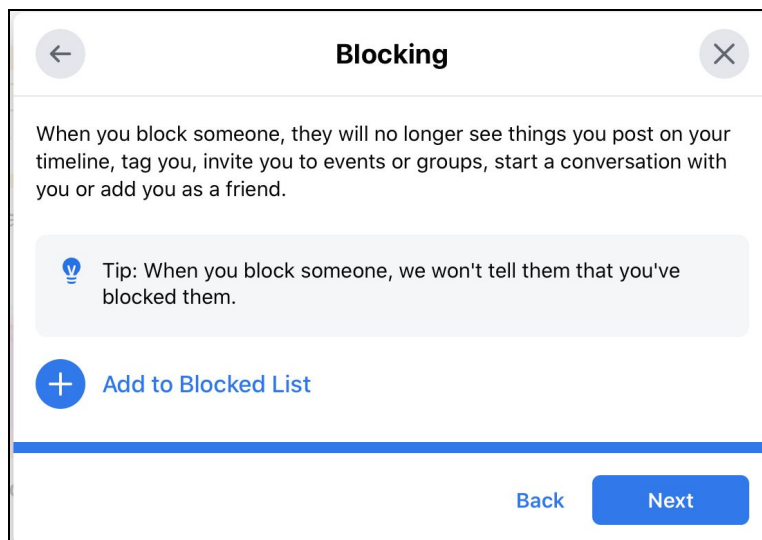 Blocking
When you block someone, they will no longer see things you post on your
timeline, tag you, invite you to events or groups, start a conversation with
you or add you as a friend.
Tip: When you block someone, we won't tell them that you've
blocked them.
Add to Blocked List
Back Next